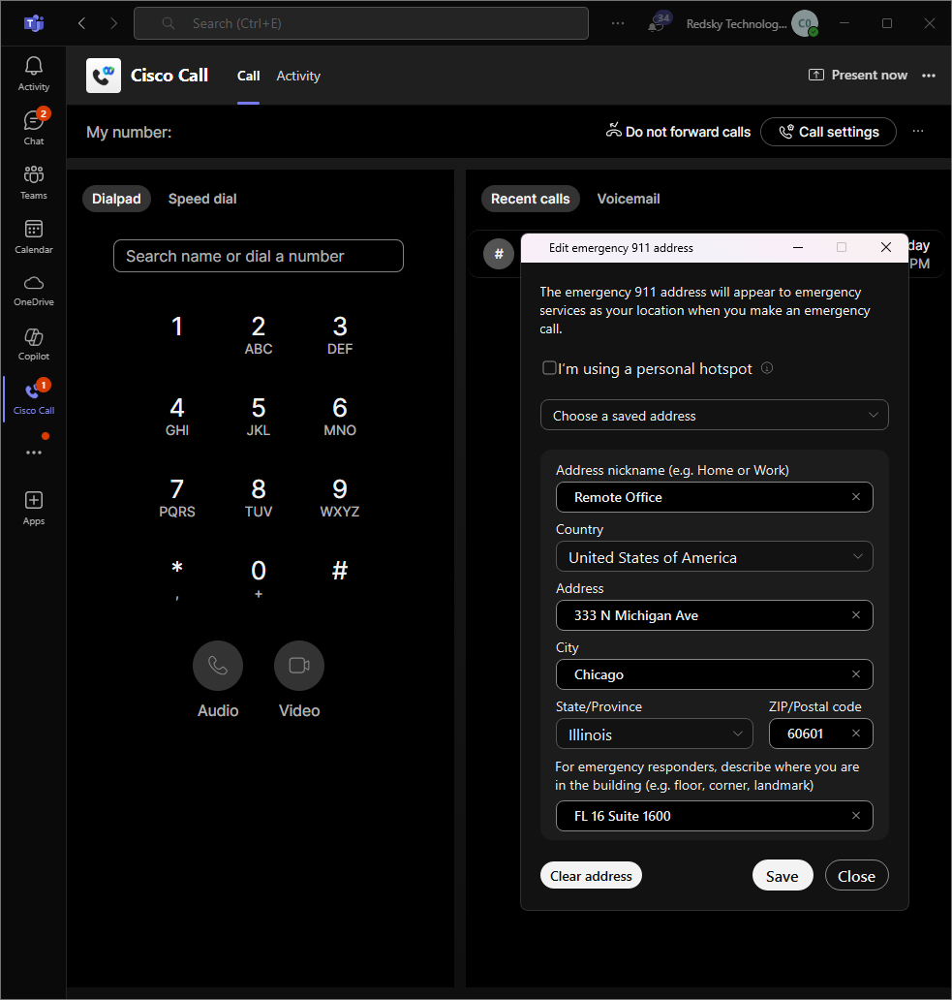 Search (Ctrl+E)
34
Redsky Technolog...
CO
Activity
2
Chat
Teams
Calendar
OneDrive
Copilot
1
Cisco Call
Apps
Cisco Call
Call
Activity
Present now
My number:
Do not forward calls
Call settings
Dialpad
Speed dial
Search name or dial a number
1
2
ABC
3
DEF
4
GHI
5
JKL
6
MNO
7
PQRS
8
TUV
9
WXYZ
*
,
0
+
#
Audio
Video
Recent calls
Voicemail
#
day
PM
Edit emergency 911 address
The emergency 911 address will appear to emergency
services as your location when you make an emergency
call.
I'm using a personal hotspot
Choose a saved address
Address nickname (e.g. Home or Work)
Remote Office
Country
United States of America
Address
333 N Michigan Ave
City
Chicago
State/Province
ZIP/Postal code
Illinois
60601
For emergency responders, describe where you are
in the building (e.g. floor, corner, landmark)
FL 16 Suite 1600
Clear address
Save
Close